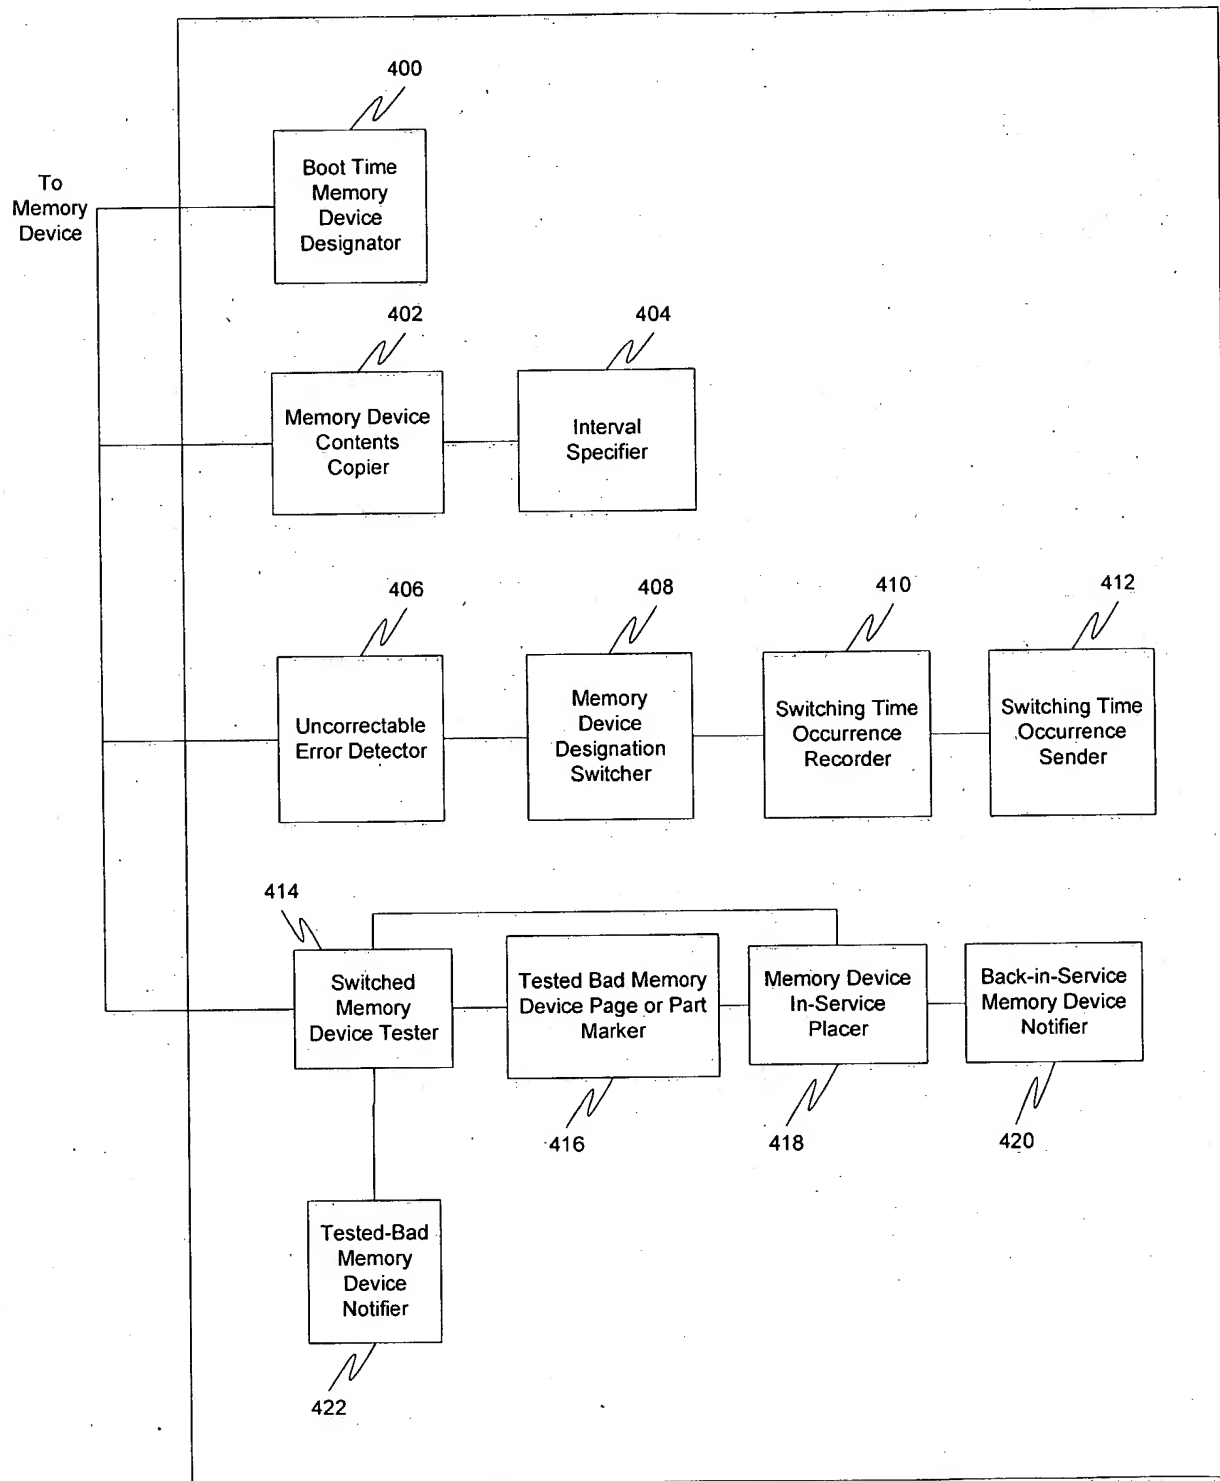 400
Boot Time
Memory
Device
Designator
To
Memory
Device
402
404
Memory Device
Contents
Copier
Interval
Specifier
406
408
410
412
Uncorrectable
Error Detector
Memory
Device
Designation
Switcher
Switching Time
Occurrence
Recorder
Switching Time
Occurrence
Sender
414
Switched
Memory
Device Tester
Tested Bad Memory
Device Page or Part
Marker
Memory Device
In-Service
Placer
Back-in-Service
Memory Device
Notifier
416
418
420
Tested-Bad
Memory
Device
Notifier
422